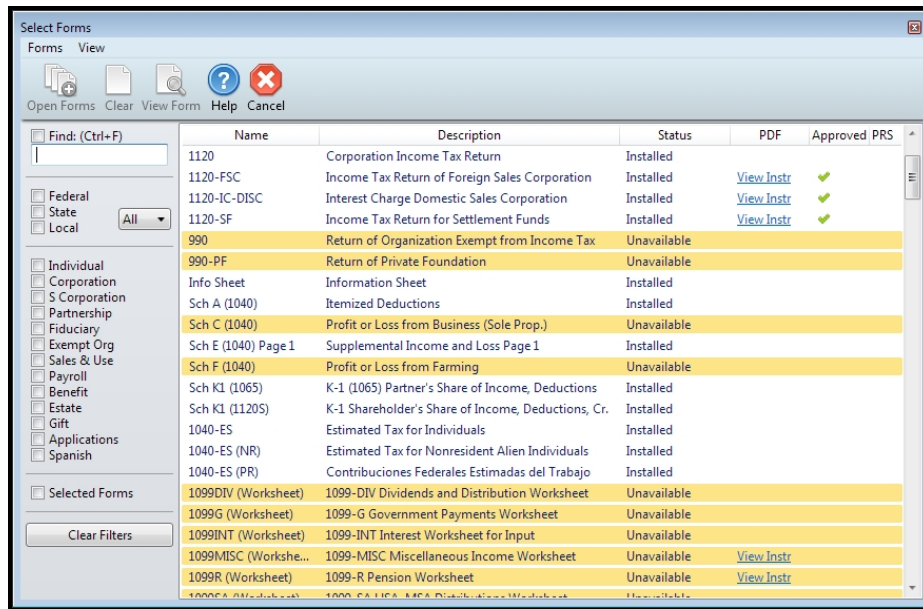 Select Forms
Forms View
Open Forms Clear View Form Help Cancel
Find: (Ctrl+F)
Federal
State
Local
All
Individual
Corporation
S Corporation
Partnership
Fiduciary
Exempt Org
Sales & Use
Payroll
Benefit
Estate
Gift
Applications
Spanish
Selected Forms
Clear Filters
Name Description Status PDF Approved PRS
1120 Corporation Income Tax Return Installed
1120-FSC Income Tax Return of Foreign Sales Corporation Installed View Instr
1120-IC-DISC Interest Charge Domestic Sales Corporation Installed View Instr
1120-SF Income Tax Return for Settlement Funds Installed View Instr
990 Return of Organization Exempt from Income Tax Unavailable
990-PF Return of Private Foundation Unavailable
Info Sheet Information Sheet Installed
Sch A (1040) Itemized Deductions Installed
Sch C (1040) Profit or Loss from Business (Sole Prop.) Unavailable
Sch E (1040) Page 1 Supplemental Income and Loss Page 1 Installed
Sch F (1040) Profit or Loss from Farming Unavailable
Sch K1 (1065) K-1 (1065) Partner's Share of Income, Deductions Installed
Sch K1 (1120S) K-1 Shareholder's Share of Income, Deductions, Cr. Installed
1040-ES Estimated Tax for Individuals Installed
1040-ES (NR) Estimated Tax for Nonresident Alien Individuals Installed
1040-ES (PR) Contribuciones Federales Estimadas del Trabajo Installed
1099DIV (Worksheet) 1099-DIV Dividends and Distribution Worksheet Unavailable
1099G (Worksheet) 1099-G Government Payments Worksheet Unavailable
1099INT (Worksheet) 1099-INT Interest Worksheet for Input Unavailable
1099MISC (Workshe... 1099-MISC Miscellaneous Income Worksheet Unavailable View Instr
1099R (Worksheet) 1099-R Pension Worksheet Unavailable View Instr